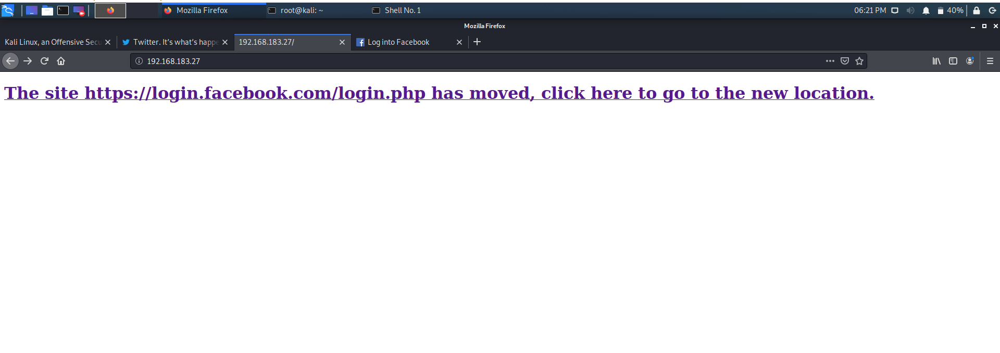 Mozilla Firefox
root@kali: ~
Shell No. 1
06:21 PM
40%
Mozilla Firefox
Kali Linux, an Offensive Secu
Twitter. It's what's happe
192.168.183.27/
Log into Facebook
192.168.183.27
The site https://login.facebook.com/login.php has moved, click here to go to the new location.